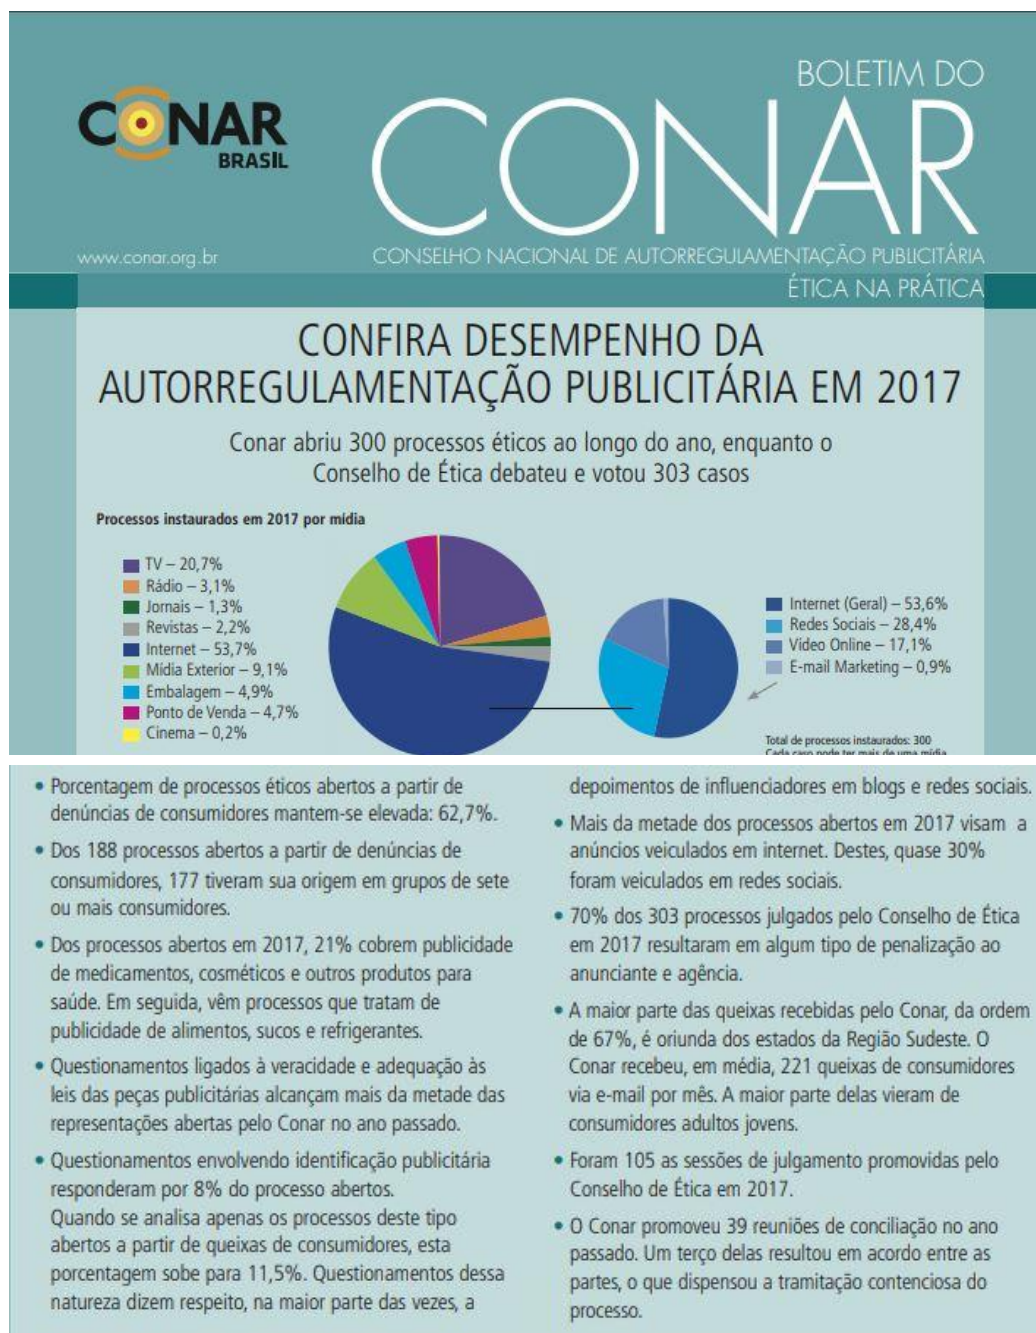 CONAR
BRASIL
BOLETIM DO
CONAR
www.conar.org.br
CONSELHO NACIONAL DE AUTORREGULAMENTAÇÃO PUBLICITÁRIA
ÉTICA NA PRÁTICA
CONFIRA DESEMPENHO DA
AUTORREGULAMENTAÇÃO PUBLICITÁRIA EM 2017
Conar abriu 300 processos éticos ao longo do ano, enquanto o
Conselho de Ética debateu e votou 303 casos
Processos instaurados em 2017 por mídia
TV – 20,7%
Rádio – 3,1%
Jornais – 1,3%
Revistas – 2,2%
Internet – 53,7%
Mídia Exterior – 9,1%
Embalagem – 4,9%
Ponto de Venda – 4,7%
Cinema – 0,2%
Internet (Geral) – 53,6%
Redes Sociais – 28,4%
Vídeo Online – 17,1%
E-mail Marketing – 0,9%
Total de processos instaurados: 300
Cada caso pode ter mais de uma mídia
• Porcentagem de processos éticos abertos a partir de
denúncias de consumidores mantem-se elevada: 62,7%.
• Dos 188 processos abertos a partir de denúncias de
consumidores, 177 tiveram sua origem em grupos de sete
ou mais consumidores.
• Dos processos abertos em 2017, 21% cobrem publicidade
de medicamentos, cosméticos e outros produtos para
saúde. Em seguida, vêm processos que tratam de
publicidade de alimentos, sucos e refrigerantes.
• Questionamentos ligados à veracidade e adequação às
leis das peças publicitárias alcançam mais da metade das
representações abertas pelo Conar no ano passado.
• Questionamentos envolvendo identificação publicitária
responderam por 8% do processo abertos.
Quando se analisa apenas os processos deste tipo
abertos a partir de queixas de consumidores, esta
porcentagem sobe para 11,5%. Questionamentos dessa
natureza dizem respeito, na maior parte das vezes, a
depoimentos de influenciadores em blogs e redes sociais.
• Mais da metade dos processos abertos em 2017 visam a
anúncios veiculados em internet. Destes, quase 30%
foram veiculados em redes sociais.
• 70% dos 303 processos julgados pelo Conselho de Ética
em 2017 resultaram em algum tipo de penalização ao
anunciante e agência.
• A maior parte das queixas recebidas pelo Conar, da ordem
de 67%, é oriunda dos estados da Região Sudeste. O
Conar recebeu, em média, 221 queixas de consumidores
via e-mail por mês. A maior parte delas vieram de
consumidores adultos jovens.
• Foram 105 as sessões de julgamento promovidas pelo
Conselho de Ética em 2017.
• O Conar promoveu 39 reuniões de conciliação no ano
passado. Um terço delas resultou em acordo entre as
partes, o que dispensou a tramitação contenciosa do
processo.